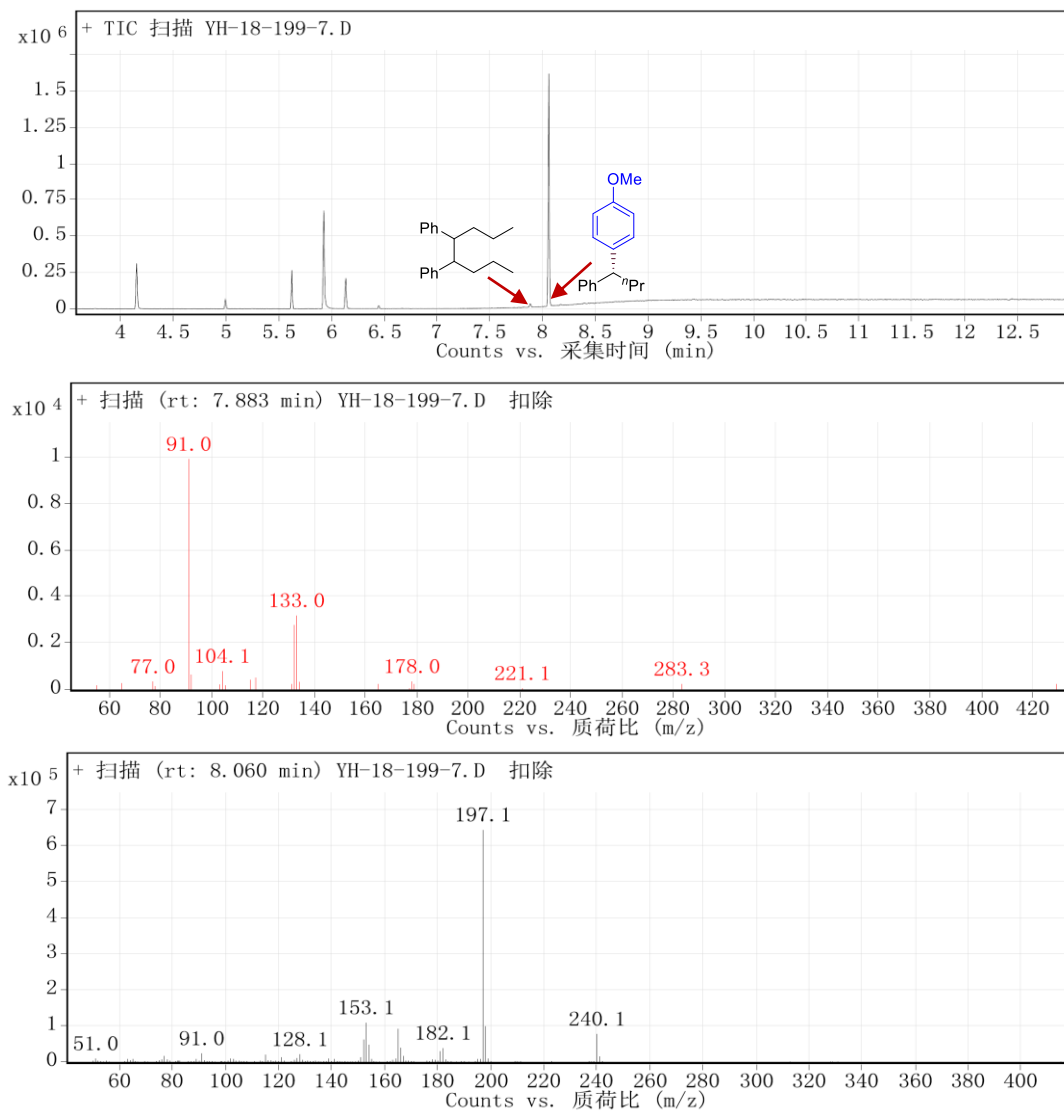 x10 6
+ TIC 扫描 YH-18-199-7.D
1.5
1.25
1
0.75
0.5
0.25
0
OMe
Ph
Ph
Ph
nPr
4 4.5 5 5.5 6 6.5 7 7.5 8 8.5 9 9.5 10 10.5 11 11.5 12 12.5
Counts vs. 采集时间 (min)
x10 4
+ 扫描 (rt: 7.883 min) YH-18-199-7.D 扣除
1
0.8
0.6
0.4
0.2
0
91.0
133.0
77.0 104.1 178.0 221.1 283.3
60 80 100 120 140 160 180 200 220 240 260 280 300 320 340 360 380 400 420
Counts vs. 质荷比 (m/z)
x10 5
+ 扫描 (rt: 8.060 min) YH-18-199-7.D 扣除
7
6
5
4
3
2
1
0
197.1
153.1
51.0 91.0 128.1 182.1 240.1
60 80 100 120 140 160 180 200 220 240 260 280 300 320 340 360 380 400
Counts vs. 质荷比 (m/z)